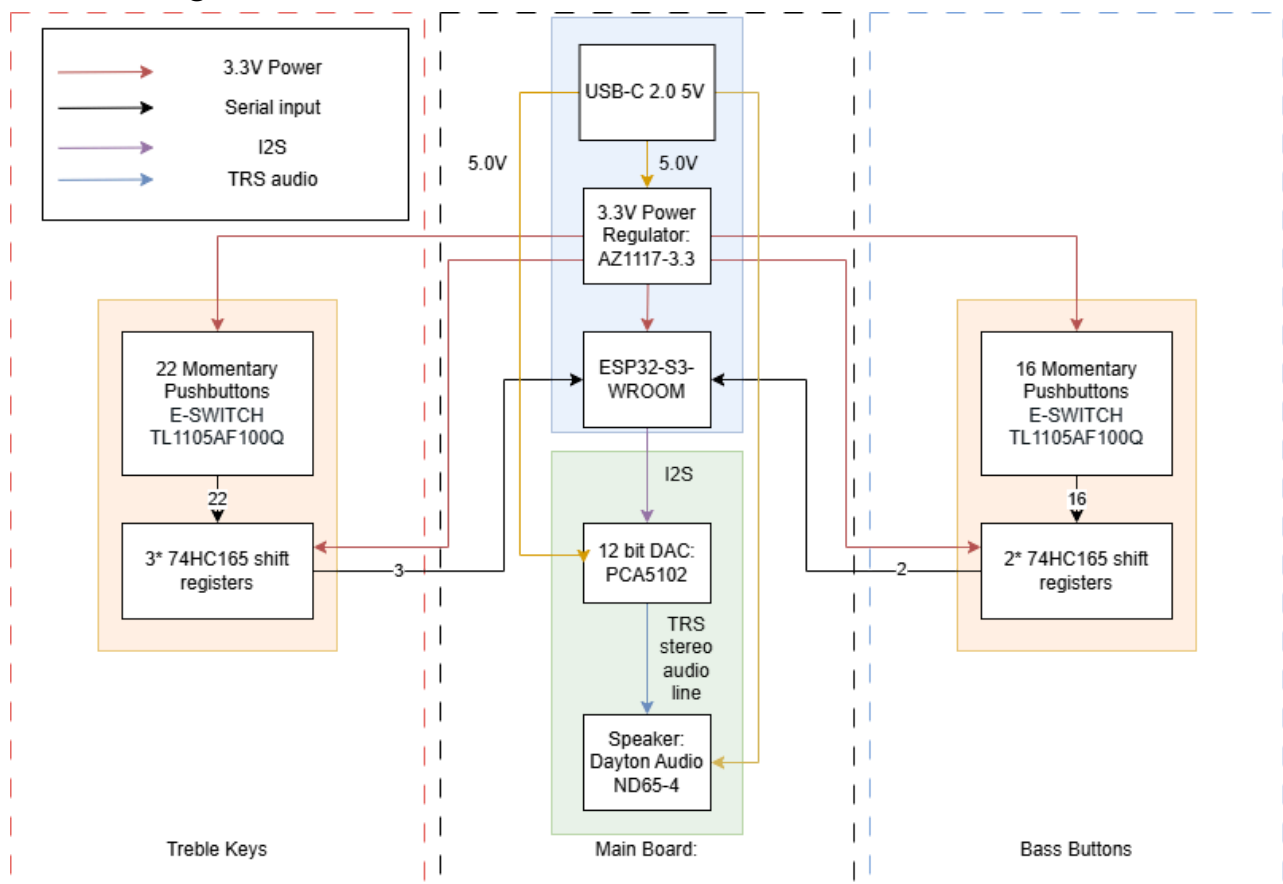 3.3V Power
Serial input
I2S
TRS audio
USB-C 2.0 5V
5.0V
5.0V
3.3V Power
Regulator:
AZ1117-3.3
22 Momentary
Pushbuttons
E-SWITCH
TL1105AF100Q
ESP32-S3-
WROOM
16 Momentary
Pushbuttons
E-SWITCH
TL1105AF100Q
22
I2S
16
3* 74HC165 shift
registers
3
12 bit DAC:
PCA5102
2
2* 74HC165 shift
registers
TRS
stereo
audio
line
Speaker:
Dayton Audio
ND65-4
Treble Keys
Main Board:
Bass Buttons